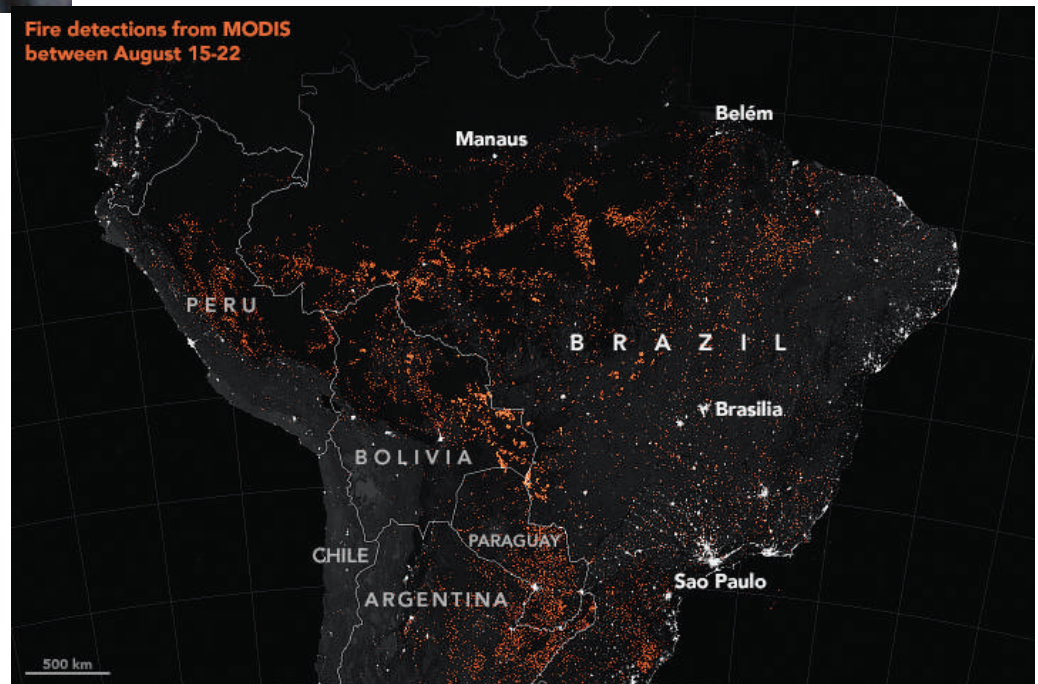 Fire detections from MODIS
between August 15-22
Belém
Manaus
PERU
BRAZIL
Brasilia
BOLIVIA
PARAGUAY
CHILE
Sao Paulo
ARGENTINA
500 km